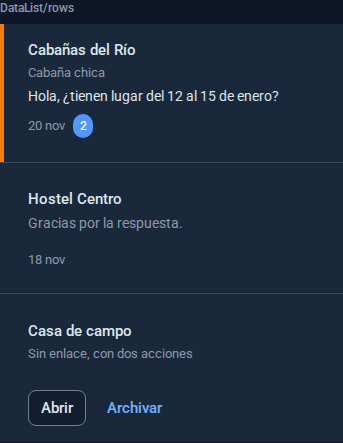 DataList/rows
Cabañas del Río
Cabaña chica
Hola, ¿tienen lugar del 12 al 15 de enero?
20 nov 2
Hostel Centro
Gracias por la respuesta.
18 nov
Casa de campo
Sin enlace, con dos acciones
Abrir Archivar